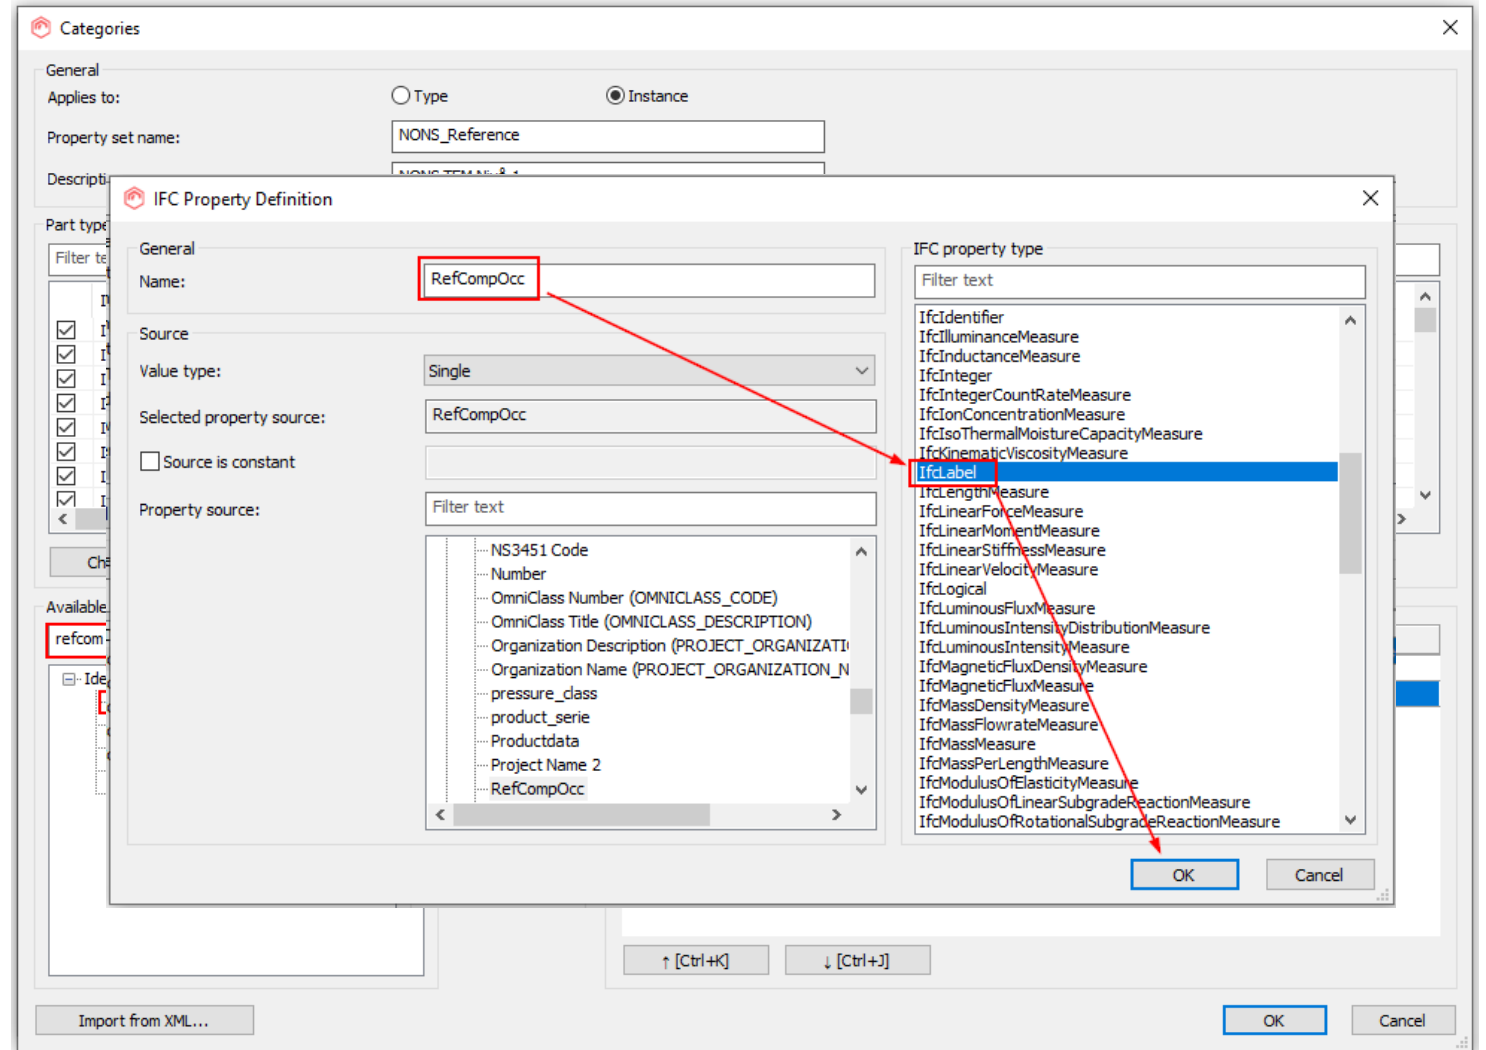 Categories
General
Applies to:
Type
Instance
Property set name:
NONS_Reference
Descripti
IFC Property Definition
Part type
Filter te
General
Name:
RefCompOcc
Source
Value type:
Single
Selected property source:
RefCompOcc
Source is constant
Property source:
Filter text
NS3451 Code
Number
OmniClass Number (OMNICLASS_CODE)
OmniClass Title (OMNICLASS_DESCRIPTION)
Organization Description (PROJECT_ORGANIZATI
Organization Name (PROJECT_ORGANIZATION_N
pressure_class
product_serie
Productdata
Project Name 2
RefCompOcc
IFC property type
Filter text
IfcIdentifier
IfcIlluminanceMeasure
IfcInductanceMeasure
IfcInteger
IfcIntegerCountRateMeasure
IfcIonConcentrationMeasure
IfcIsoThermalMoistureCapacityMeasure
IfcKinematicViscosityMeasure
IfcLabel
IfcLengthMeasure
IfcLinearForceMeasure
IfcLinearMomentMeasure
IfcLinearStiffnessMeasure
IfcLinearVelocityMeasure
IfcLogical
IfcLuminousFluxMeasure
IfcLuminousIntensityDistributionMeasure
IfcLuminousIntensityMeasure
IfcMagneticFluxDensityMeasure
IfcMagneticFluxMeasure
IfcMassDensityMeasure
IfcMassFlowrateMeasure
IfcMassMeasure
IfcMassPerLengthMeasure
IfcModulusOfElasticityMeasure
IfcModulusOfLinearSubgradeReactionMeasure
IfcModulusOfRotationalSubgradeReactionMeasure
OK
Cancel
Ch
Available
refcom
Ide
↑ [Ctrl+K]
↓ [Ctrl+J]
Import from XML...
OK
Cancel